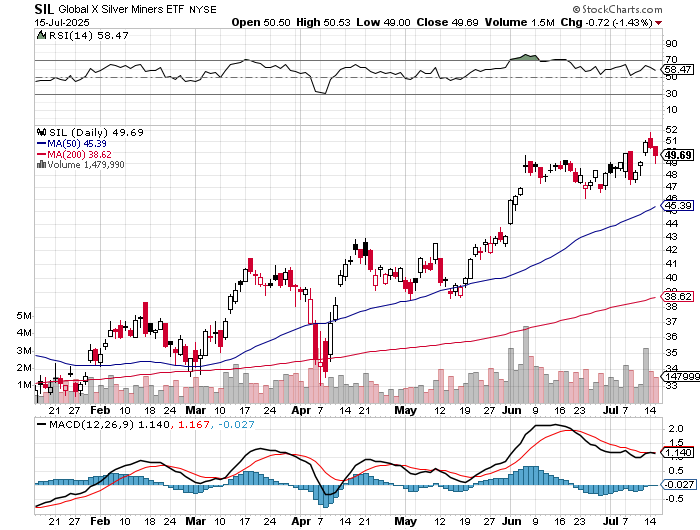 SIL Global X Silver Miners ETF NYSE © StockCharts.com
15-Jul-2025 Open 50.50 High 50.53 Low 49.00 Close 49.69 Volume 1.5M Chg -0.72 (-1.43%)
RSI(14) 58.47
90
70
58.47
50
30
10
SIL (Daily) 49.69
MA(50) 45.39
MA(200) 38.62
Volume 1,479,990
52
51
50
49.69
49
48
47
46
45.39
45
44
43
42
41
40
39
38.62
38
37
36
35
34
33
5M
4M
3M
2M
1M
1479990
21 27 Feb 10 18 24 Mar 10 17 24 Apr 7 14 21 May 12 19 27 Jun 9 16 23 Jul 7 14
MACD(12,26,9) 1.140, 1.167, -0.027
2.0
1.5
1.140
0.5
-0.027
-0.5
21 27 Feb 10 18 24 Mar 10 17 24 Apr 7 14 21 May 12 19 27 Jun 9 16 23 Jul 7 14